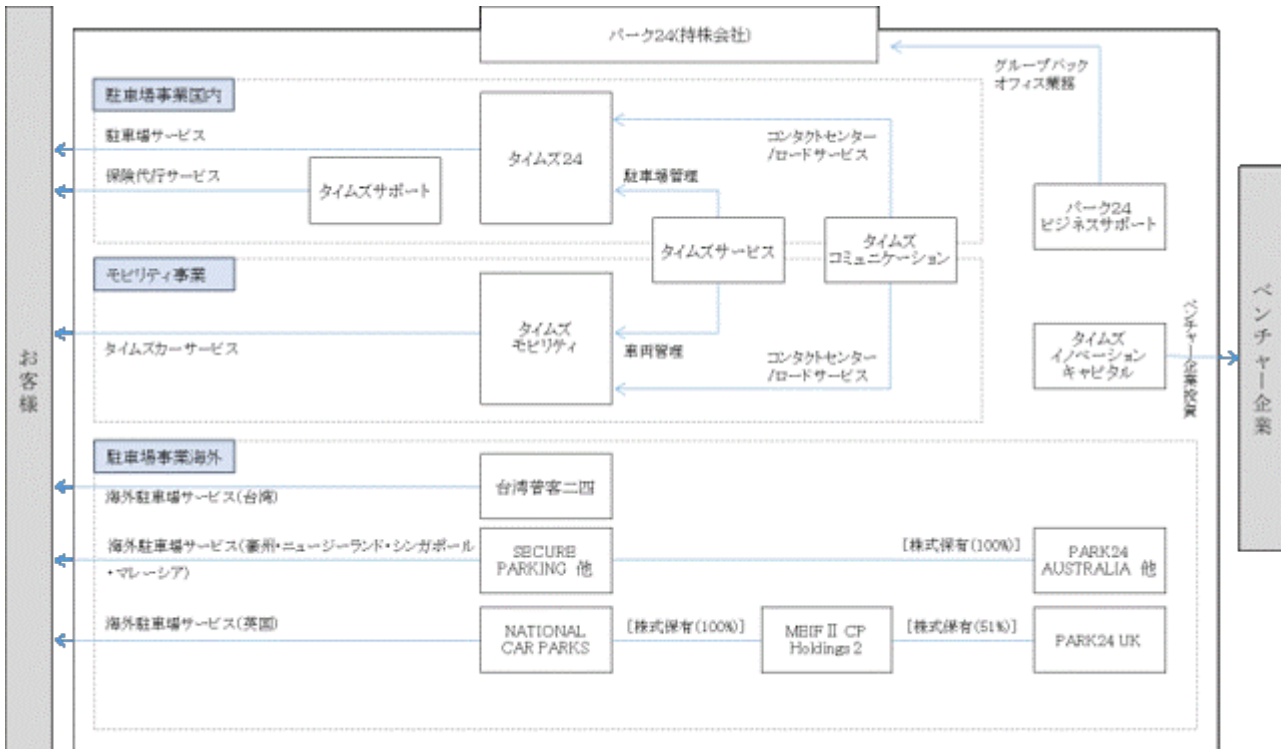 パーク24(持株会社)
グループバック
オフィス業務
駐車場事業国内
駐車場サービス
保険代行サービス
タイムズサポート
タイムズ24
コンタクトセンター
/ロードサービス
駐車場管理
タイムズサービス
タイムズ
コミュニケーション
パーク24
ビジネスサポート
モビリティ事業
タイムズカーサービス
タイムズ
モビリティ
車両管理
コンタクトセンター
/ロードサービス
タイムズ
イノベーション
キャピタル
ベンチャー企業投資
お客様
ベンチャー企業
駐車場事業海外
海外駐車場サービス(台湾)
台湾普客二四
海外駐車場サービス(豪州・ニュージーランド・シンガポール
・マレーシア)
SECURE
PARKING 他
[株式保有(100%)]
PARK24
AUSTRALIA 他
海外駐車場サービス(英国)
NATIONAL
CAR PARKS
[株式保有(100%)]
MEIF Ⅱ CP
Holdings 2
[株式保有(51%)]
PARK24 UK